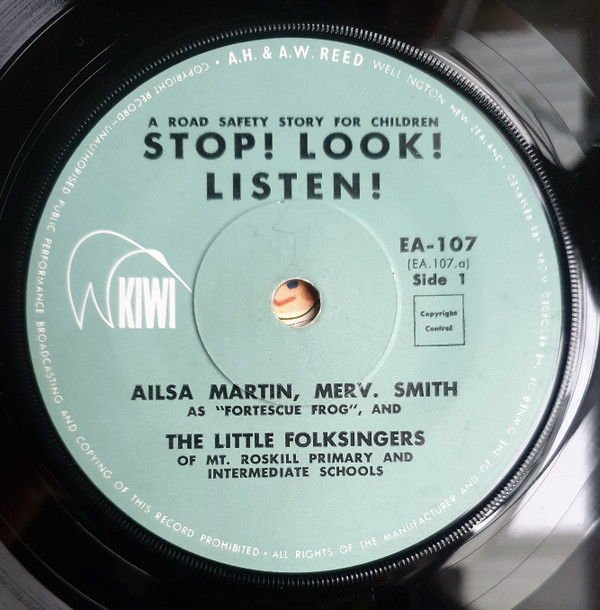 A.H. & A.W. REED WELLINGTON NEW ZEALAND •
A ROAD SAFETY STORY FOR CHILDREN
STOP! LOOK!
LISTEN!
EA-107
(EA.107.a)
Side 1
KIWI
Copyright
Control
AILSA MARTIN, MERV. SMITH
AS "FORTESCUE FROG", AND
THE LITTLE FOLKSINGERS
OF MT. ROSKILL PRIMARY AND
INTERMEDIATE SCHOOLS
COPYRIGHT RECORD—UNAUTHORISED PUBLIC PERFORMANCE BROADCASTING AND COPYING OF THIS RECORD PROHIBITED • ALL RIGHTS OF THE MANUFACTURER AND OF THE OWNER OF